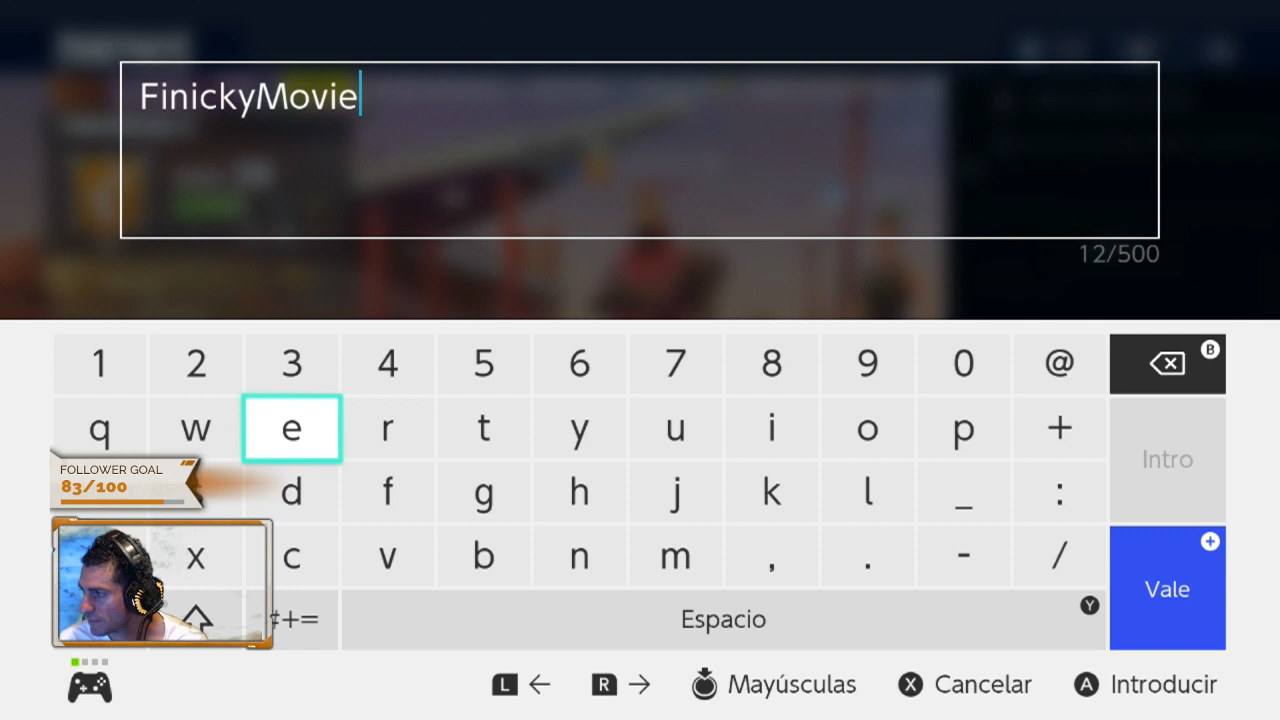 FinickyMovie
12/500
1 2 3 4 5 6 7 8 9 0 @ B
q w e r t y u i o p + Intro
FOLLOWER GOAL
83/100
d f g h j k l _ :
x c v b n m , . - / +
Vale
#+= Espacio Y
L ← R → Mayúsculas X Cancelar A Introducir